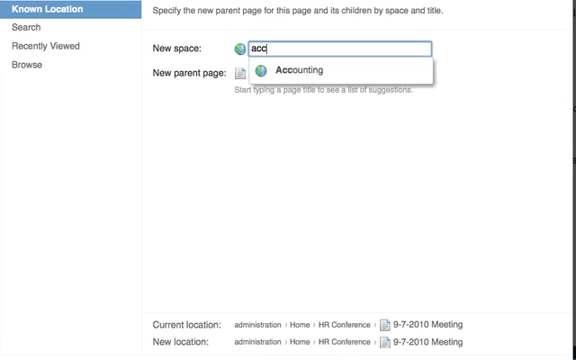 Known Location
Search
Recently Viewed
Browse
Specify the new parent page for this page and its children by space and title.
New space: acc
Accounting
New parent page:
Start typing a page title to see a list of suggestions.
Current location: administration › Home › HR Conference › 9-7-2010 Meeting
New location: administration › Home › HR Conference › 9-7-2010 Meeting